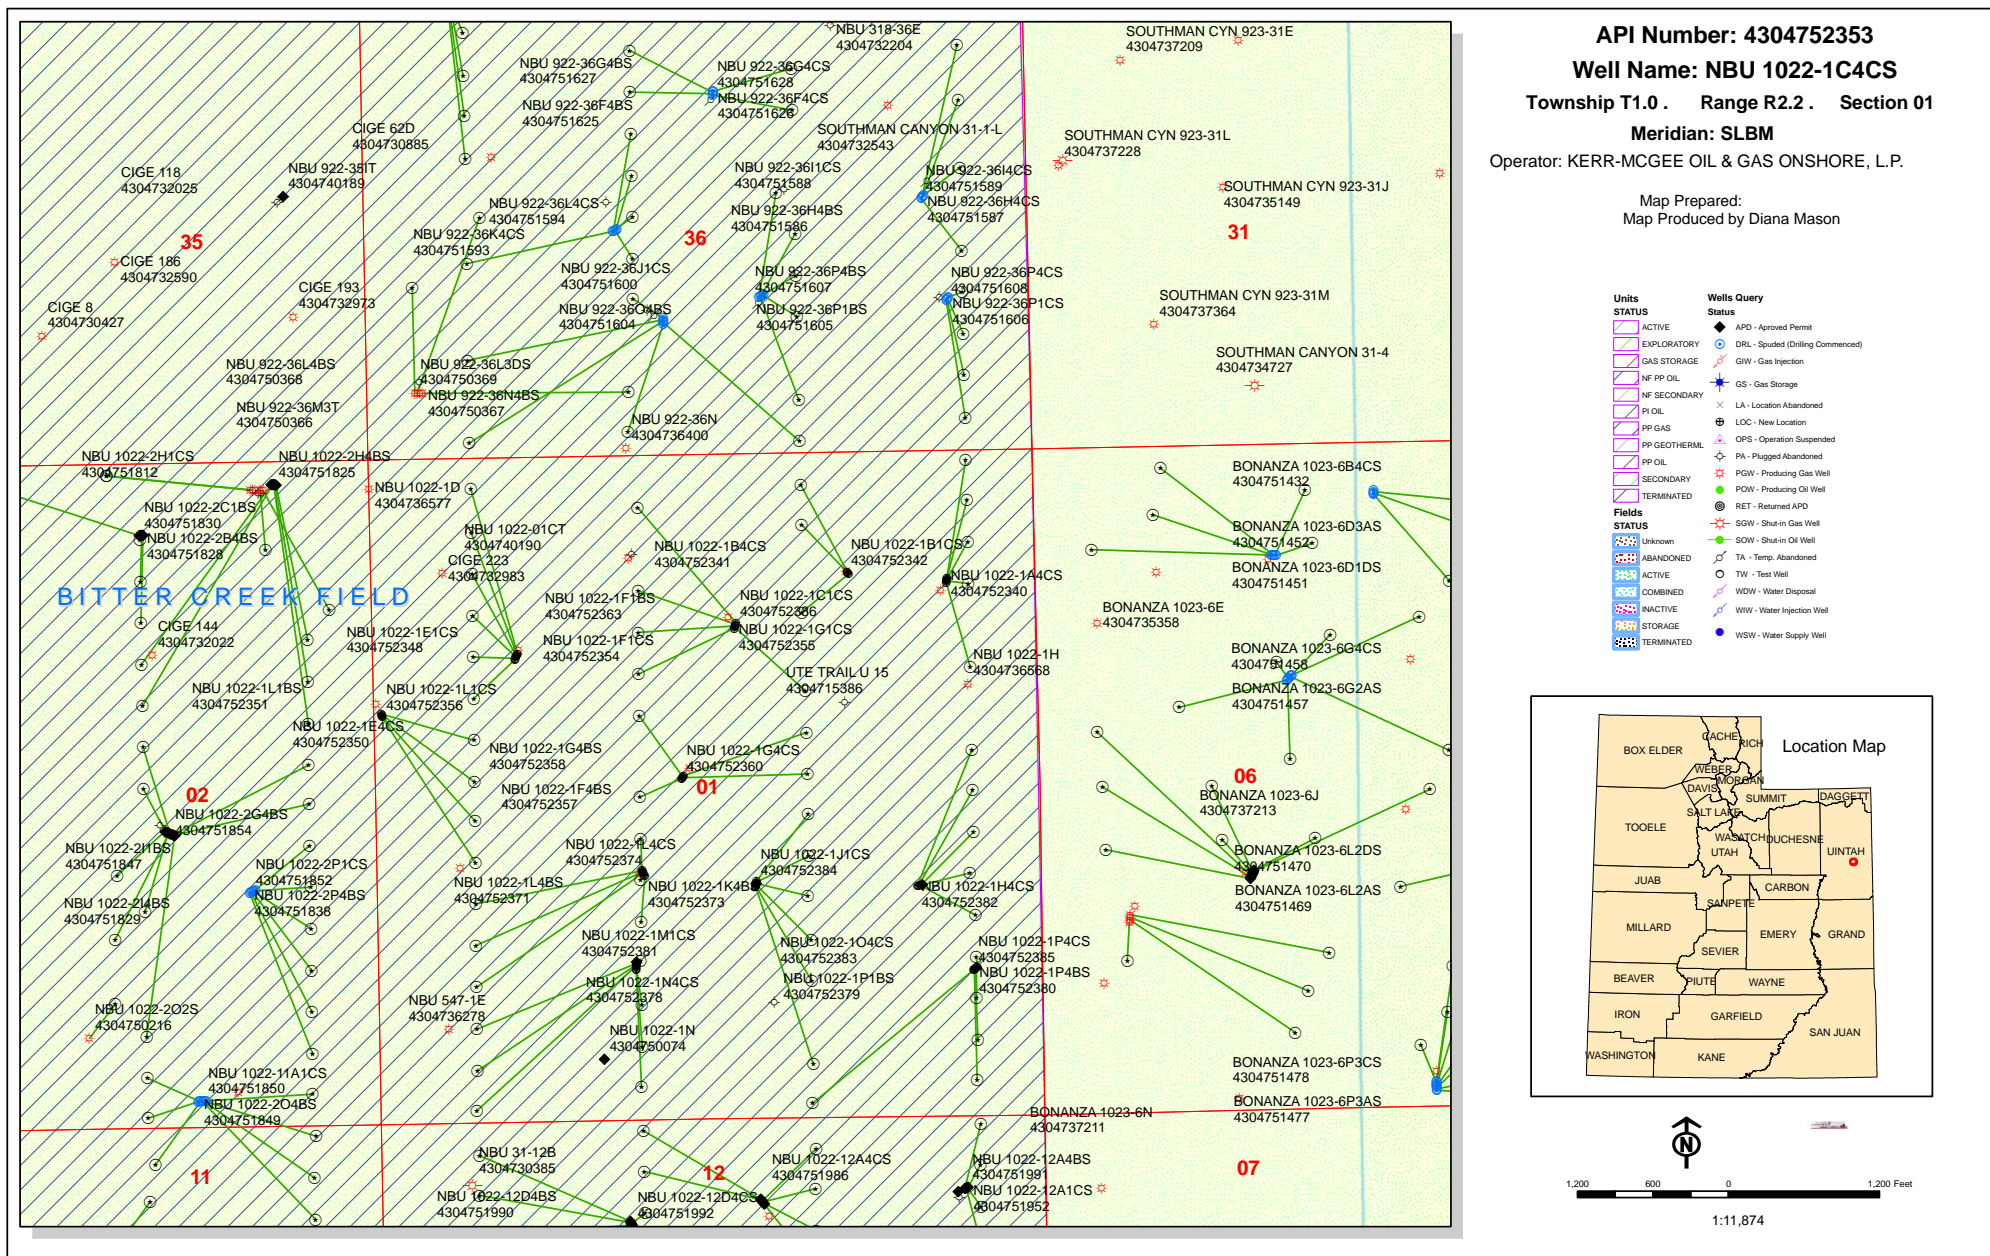 API Number: 4304752353
Well Name: NBU 1022-1C4CS
Township T1.0 . Range R2.2 . Section 01
Meridian: SLBM
Operator: KERR-MCGEE OIL & GAS ONSHORE, L.P.
Map Prepared:
Map Produced by Diana Mason
Units
STATUS
ACTIVE
EXPLORATORY
GAS STORAGE
NF PP OIL
NF SECONDARY
PI OIL
PP GAS
PP GEOTHERML
PP OIL
SECONDARY
TERMINATED
Fields
STATUS
Unknown
ABANDONED
ACTIVE
COMBINED
INACTIVE
STORAGE
TERMINATED
Wells Query
Status
APD - Aproved Permit
DRL - Spuded (Drilling Commenced)
GIW - Gas Injection
GS - Gas Storage
LA - Location Abandoned
LOC - New Location
OPS - Operation Suspended
PA - Plugged Abandoned
PGW - Producing Gas Well
POW - Producing Oil Well
RET - Returned APD
SGW - Shut-in Gas Well
SOW - Shut-in Oil Well
TA - Temp. Abandoned
TW - Test Well
WDW - Water Disposal
WIW - Water Injection Well
WSW - Water Supply Well
Location Map
BOX ELDER
CACHE
RICH
WEBER
MORGAN
DAVIS
SUMMIT
DAGGETT
SALT LAKE
TOOELE
WASATCH
DUCHESNE
UTAH
UINTAH
JUAB
CARBON
SANPETE
MILLARD
EMERY
GRAND
SEVIER
BEAVER
PIUTE
WAYNE
IRON
GARFIELD
SAN JUAN
WASHINGTON
KANE
N
1,200 600 0 1,200 Feet
1:11,874
NBU 318-36E
4304732204
SOUTHMAN CYN 923-31E
4304737209
NBU 922-36G4BS
4304751627
NBU 922-36G4CS
4304751628
NBU 922-36F4CS
4304751626
NBU 922-36F4BS
4304751625
CIGE 62D
4304730885
SOUTHMAN CANYON 31-1-L
4304732543
SOUTHMAN CYN 923-31L
4304737228
CIGE 118
4304732025
NBU 922-35IT
4304740189
NBU 922-36I1CS
4304751588
NBU 922-36I4CS
4304751589
NBU 922-36H4CS
4304751587
SOUTHMAN CYN 923-31J
4304735149
NBU 922-36L4CS
4304751594
NBU 922-36H4BS
4304751586
NBU 922-36K4CS
4304751593
35
36
31
CIGE 186
4304732590
NBU 922-36J1CS
4304751600
NBU 922-36P4BS
4304751607
NBU 922-36P4CS
4304751608
CIGE 193
4304732973
CIGE 8
4304730427
NBU 922-36O4BS
4304751604
NBU 922-36P1BS
4304751605
NBU 922-36P1CS
4304751606
SOUTHMAN CYN 923-31M
4304737364
NBU 922-36L4BS
4304750368
NBU 922-36L3DS
4304750369
NBU 922-36N4BS
4304750367
SOUTHMAN CANYON 31-4
4304734727
NBU 922-36M3T
4304750366
NBU 922-36N
4304736400
NBU 1022-2H1CS
4304751812
NBU 1022-2H4BS
4304751825
NBU 1022-1D
4304736577
BONANZA 1023-6B4CS
4304751432
NBU 1022-2C1BS
4304751830
NBU 1022-2B4BS
4304751828
NBU 1022-01CT
4304740190
CIGE 223
4304732983
NBU 1022-1B4CS
4304752341
NBU 1022-1B1CS
4304752342
NBU 1022-1A4CS
4304752340
BONANZA 1023-6D3AS
4304751452
BONANZA 1023-6D1DS
4304751451
BITTER CREEK FIELD
NBU 1022-1F1BS
4304752363
NBU 1022-1C1CS
4304752386
NBU 1022-1G1CS
4304752355
BONANZA 1023-6E
4304735358
CIGE 144
4304732022
NBU 1022-1E1CS
4304752348
NBU 1022-1F1CS
4304752354
NBU 1022-1H
4304736568
BONANZA 1023-6G4CS
4304751458
UTE TRAIL U 15
4304715386
NBU 1022-1L1BS
4304752351
NBU 1022-1L1CS
4304752356
BONANZA 1023-6G2AS
4304751457
NBU 1022-1E4CS
4304752350
NBU 1022-1G4BS
4304752358
NBU 1022-1G4CS
4304752360
NBU 1022-1F4BS
4304752357
02
01
06
BONANZA 1023-6J
4304737213
NBU 1022-2G4BS
4304751854
NBU 1022-2I1BS
4304751847
NBU 1022-2P1CS
4304751852
NBU 1022-2P4BS
4304751838
NBU 1022-1L4CS
4304752374
NBU 1022-1J1CS
4304752384
BONANZA 1023-6L2DS
4304751470
NBU 1022-1L4BS
4304752371
NBU 1022-1K4BS
4304752373
NBU 1022-1H4CS
4304752382
BONANZA 1023-6L2AS
4304751469
NBU 1022-2I4BS
4304751829
NBU 1022-1M1CS
4304752381
NBU 1022-1O4CS
4304752383
NBU 1022-1P4CS
4304752385
NBU 1022-1P4BS
4304752380
NBU 1022-1N4CS
4304752378
NBU 1022-1P1BS
4304752379
NBU 547-1E
4304736278
NBU 1022-2O2S
4304750216
NBU 1022-1N
4304750074
NBU 1022-11A1CS
4304751850
NBU 1022-2O4BS
4304751849
BONANZA 1023-6P3CS
4304751478
BONANZA 1023-6P3AS
4304751477
BONANZA 1023-6N
4304737211
11
12
07
NBU 31-12B
4304730385
NBU 1022-12A4CS
4304751986
NBU 1022-12A4BS
4304751991
NBU 1022-12D4BS
4304751990
NBU 1022-12D4CS
4304751992
NBU 1022-12A1CS
4304751952